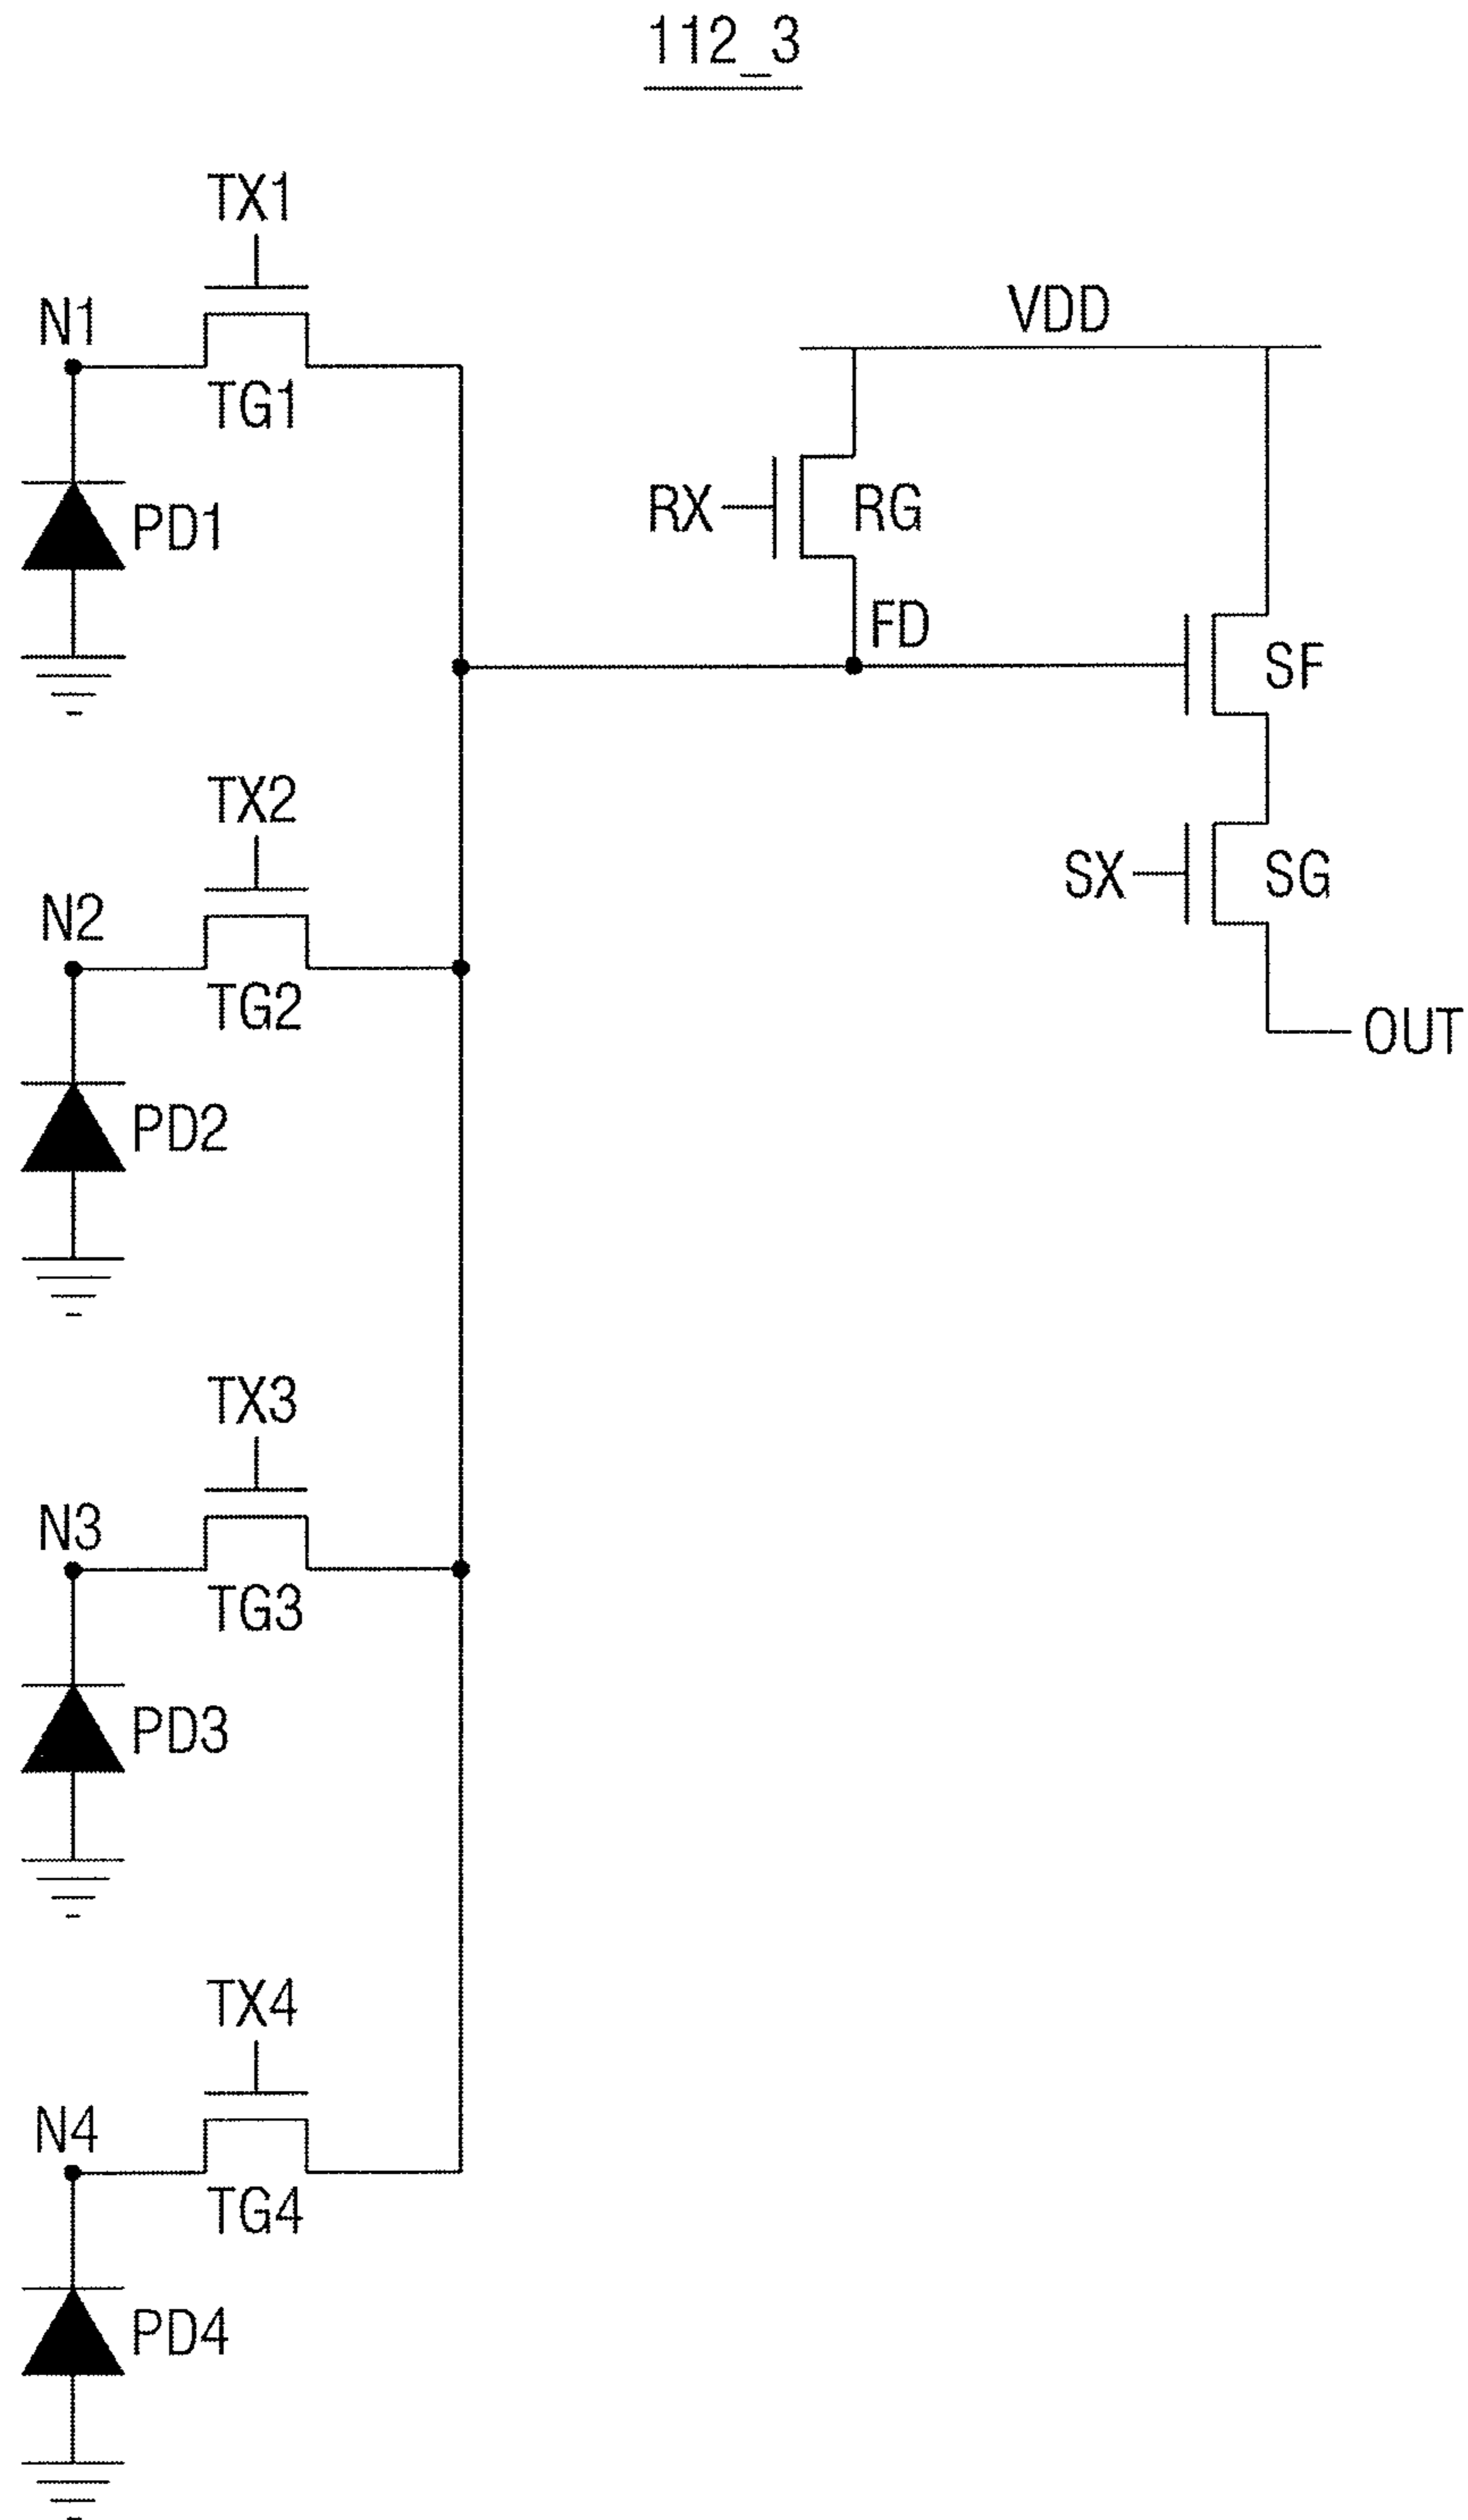 112_3
TX1
N1
VDD
TG1
RX
RG
PD1
FD
SF
TX2
SX
SG
N2
TG2
OUT
PD2
TX3
N3
TG3
PD3
TX4
N4
TG4
PD4